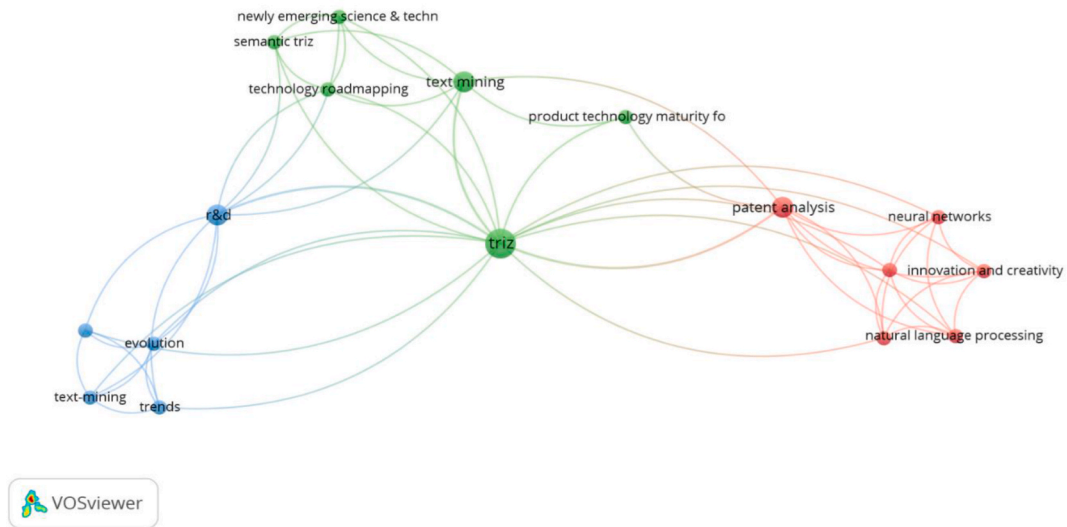 newly emerging science & techn
semantic triz
text mining
technology roadmapping
product technology maturity fo
patent analysis
r&d
neural networks
triz
innovation and creativity
natural language processing
evolution
text-mining
trends
VOSviewer